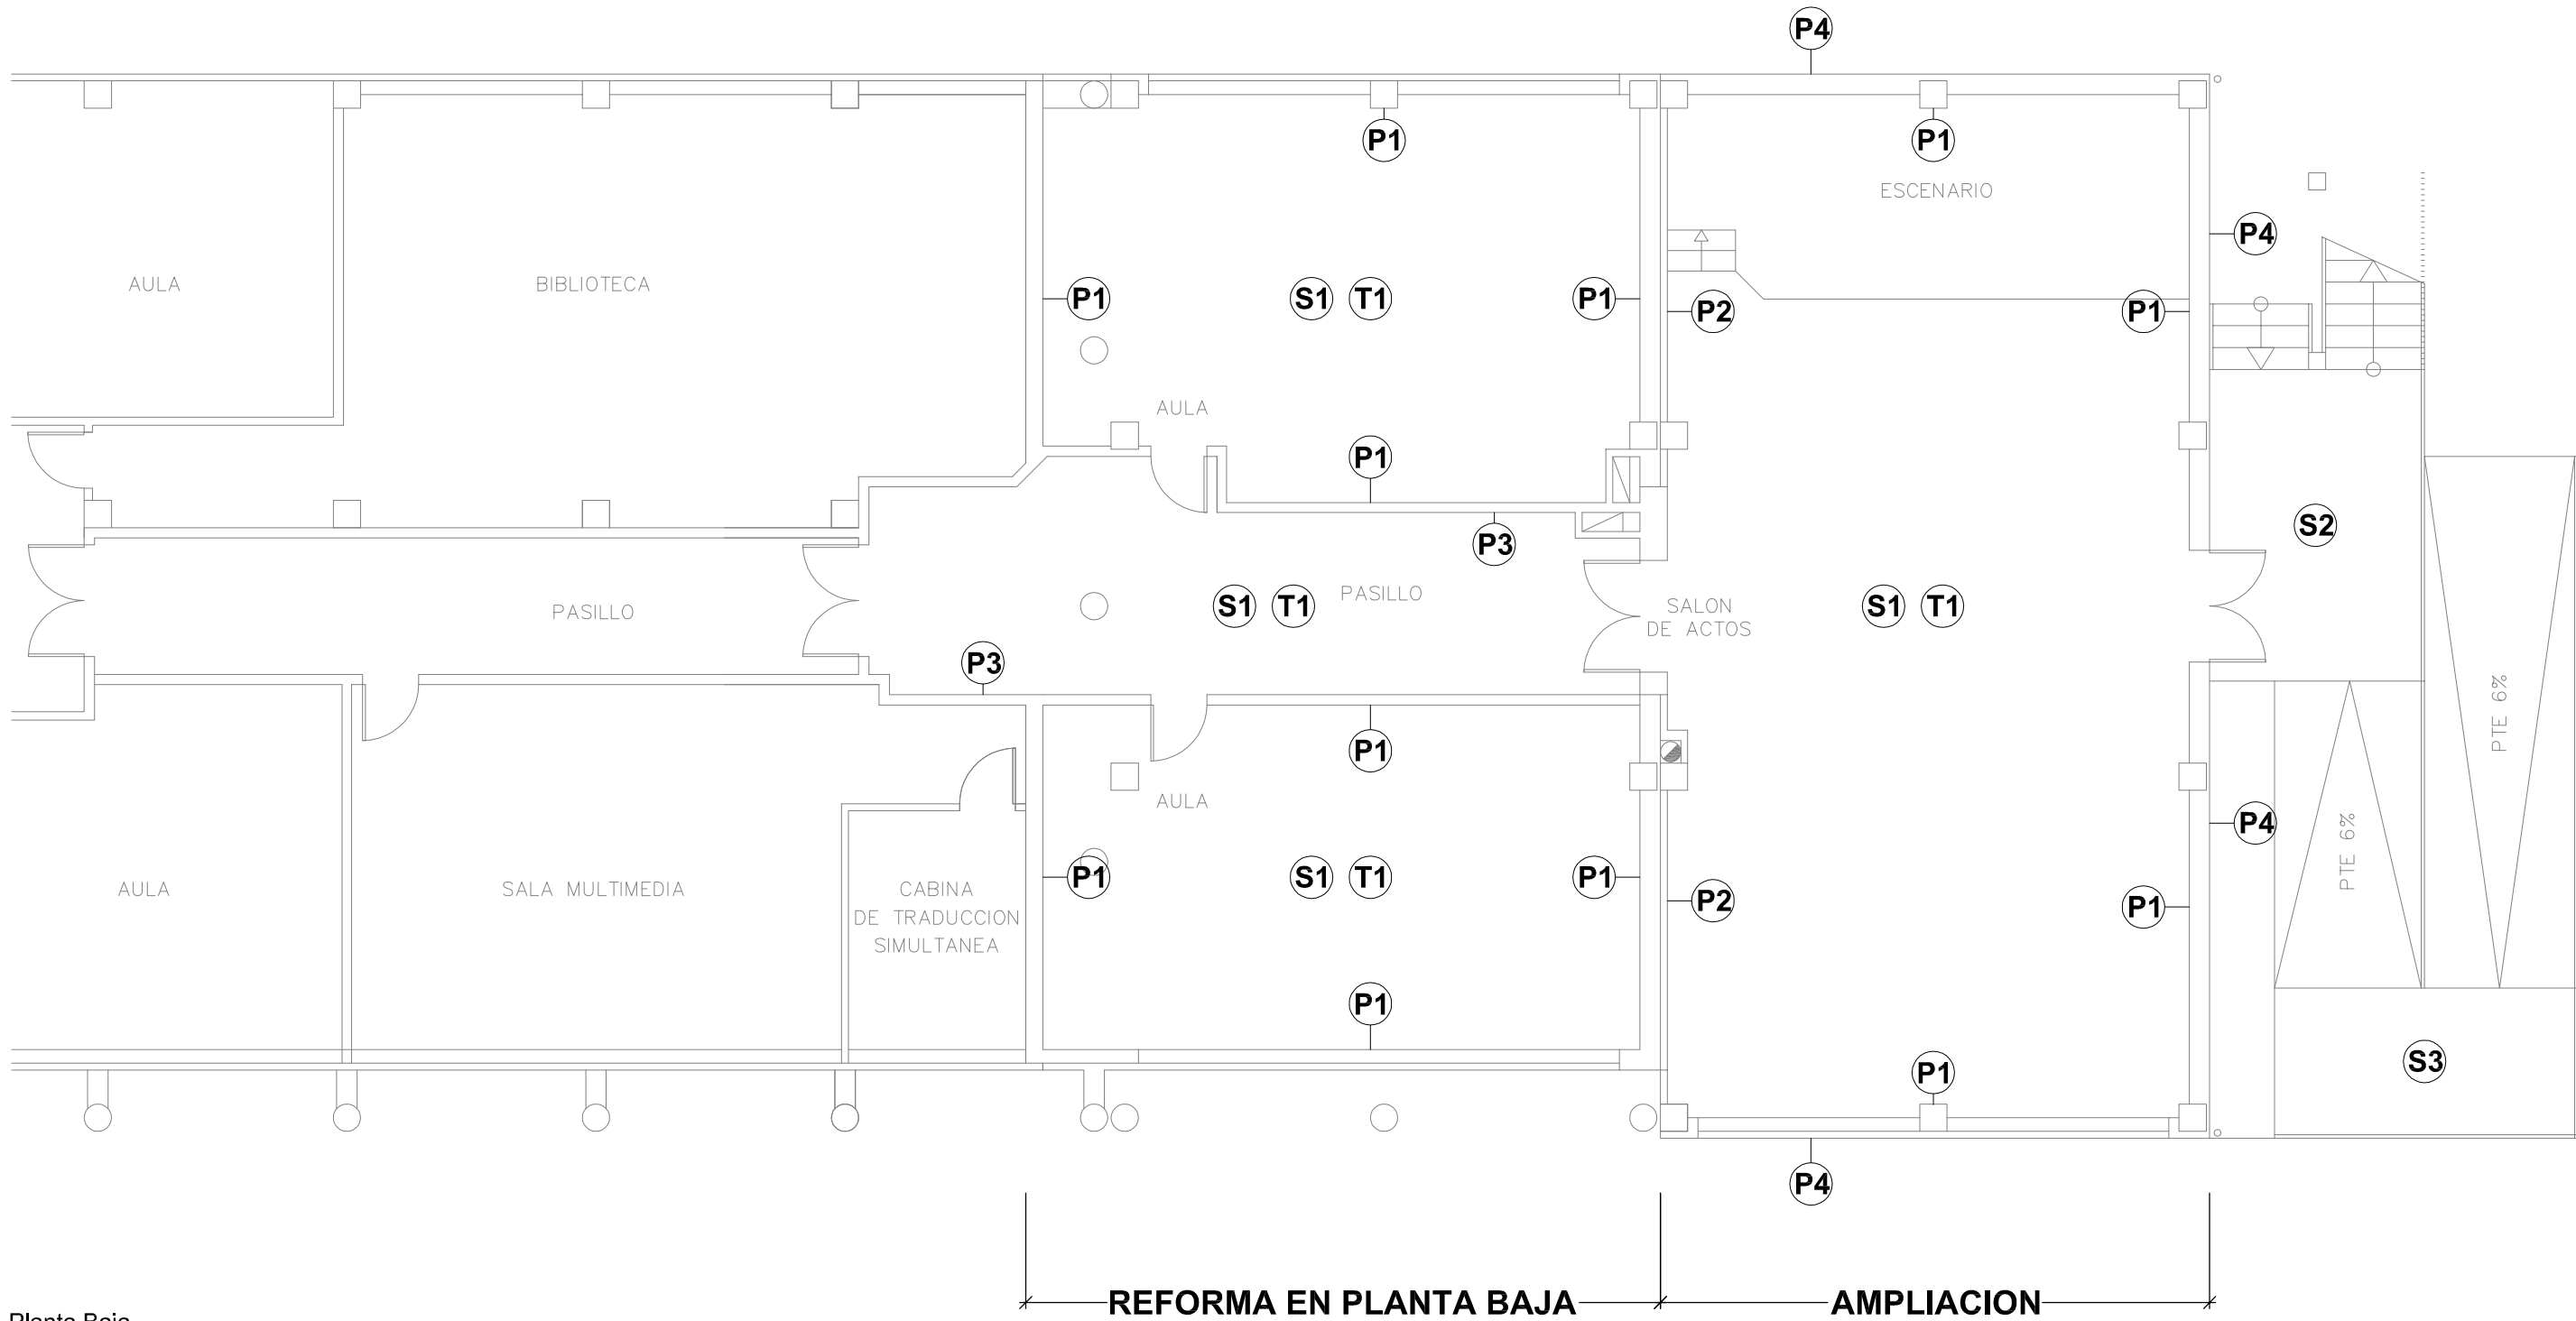 P4
P1
P1
ESCENARIO
P4
AULA
BIBLIOTECA
P1
S1
T1
P1
P2
P1
AULA
P1
S2
P3
PASILLO
S1
T1
PASILLO
SALON
DE ACTOS
S1
T1
P3
PTE 6%
P1
AULA
P4
PTE 6%
AULA
SALA MULTIMEDIA
CABINA
DE TRADUCCION
SIMULTANEA
P1
S1
T1
P1
P2
P1
P1
P1
S3
P4
REFORMA EN PLANTA BAJA
AMPLIACION
Planta Baja